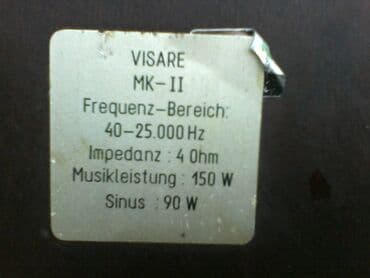 VISARE
MK-II
Frequenz-Bereich:
40-25.000 Hz
Impedanz : 4 Ohm
Musikleistung : 150 W
Sinus : 90 W